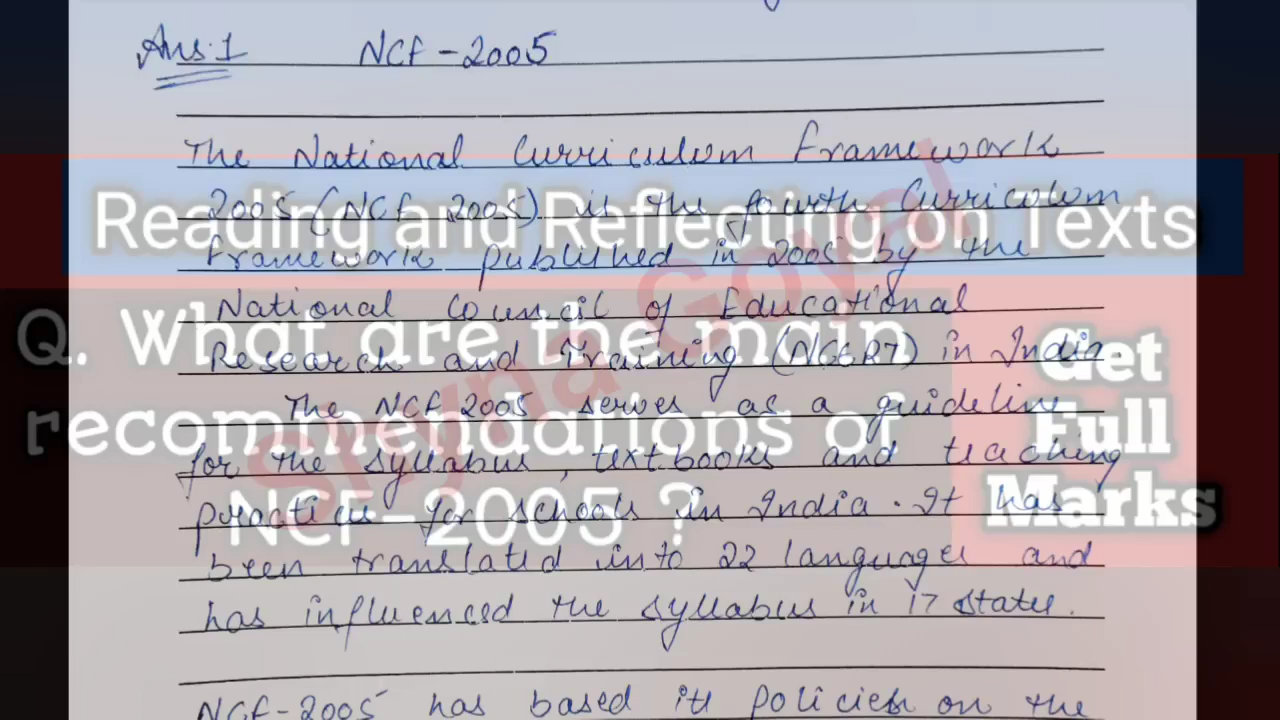 Ans.1 NCF-2005
The National Curriculum Framework
2005 (NCF 2005) is the fourth Curriculum
Framework published in 2005 by the
National Council of Educational
Research and Training (NCERT) in India.
The NCF 2005 serves as a guideline
for the syllabus, textbooks and teaching
practices for schools in India. It has
been translated into 22 languages and
has influenced the syllabus in 17 states.
NCF-2005 has based its policies on the
Reading and Reflecting on Texts
Q. What are the main
recommendations of
NCF-2005 ?
Get
Full
Marks
Shyna Goyal